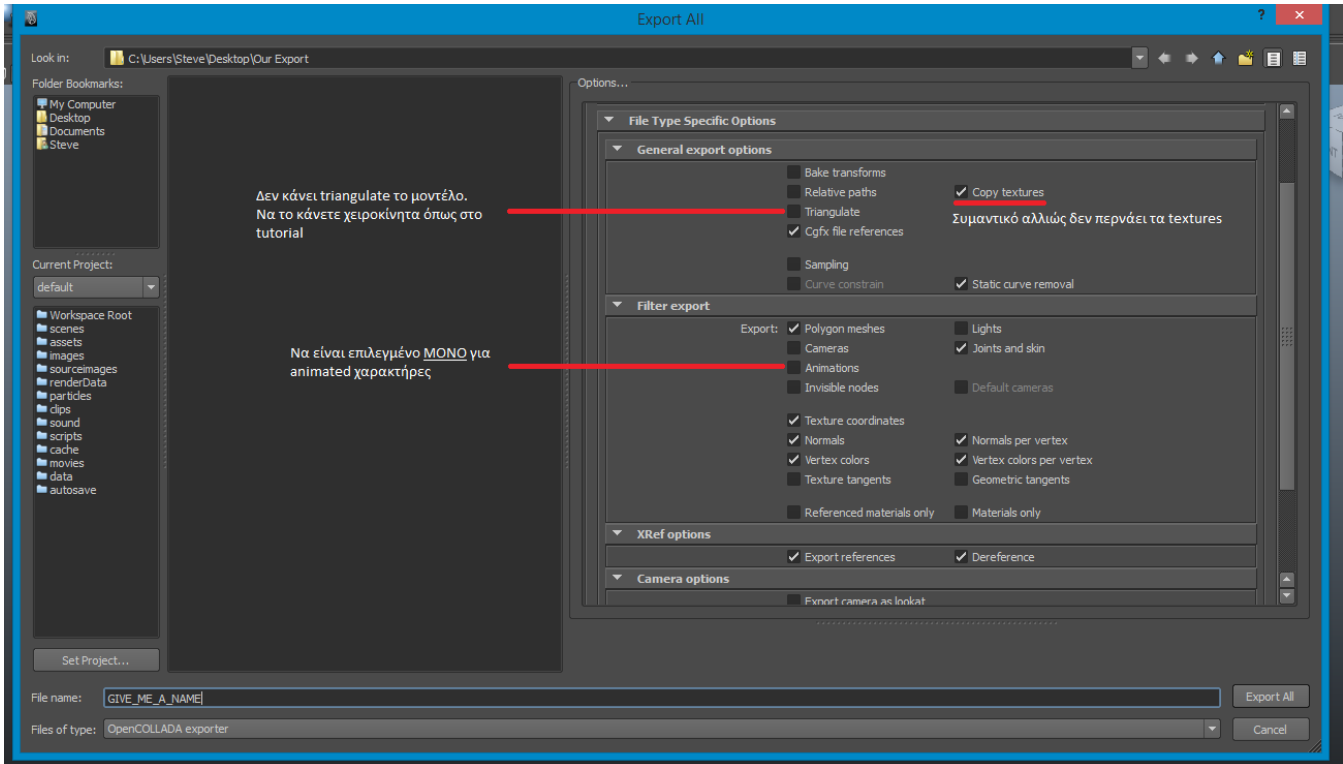 Export All
?
Look in:
C:\Users\Steve\Desktop\Our Export
Folder Bookmarks:
My Computer
Desktop
Documents
Steve
Current Project:
default
Workspace Root
scenes
assets
images
sourceimages
renderData
particles
clips
sound
scripts
cache
movies
data
autosave
Set Project...
Δεν κάνει triangulate το μοντέλο.
Να το κάνετε χειροκίνητα όπως στο
tutorial
Να είναι επιλεγμένο ΜΟΝΟ για
animated χαρακτήρες
Options...
File Type Specific Options
General export options
Bake transforms
Relative paths
Copy textures
Triangulate
Συμαντικό αλλιώς δεν περνάει τα textures
Cgfx file references
Sampling
Curve constrain
Static curve removal
Filter export
Export:
Polygon meshes
Lights
Cameras
Joints and skin
Animations
Invisible nodes
Default cameras
Texture coordinates
Normals
Normals per vertex
Vertex colors
Vertex colors per vertex
Texture tangents
Geometric tangents
Referenced materials only
Materials only
XRef options
Export references
Dereference
Camera options
Export camera as lookat
File name:
GIVE_ME_A_NAME
Export All
Files of type:
OpenCOLLADA exporter
Cancel